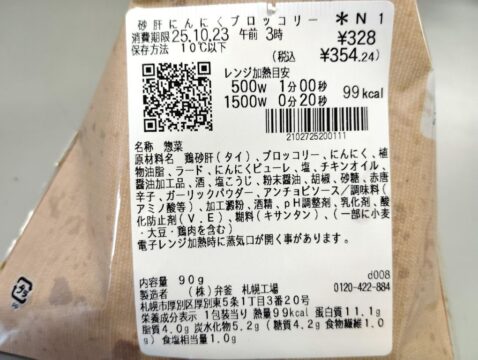 砂肝にんにくブロッコリー
＊N 1
消費期限25.10.23 午前 3時
¥328
保存方法 10℃以下
(税込 ¥354.24)
レンジ加熱目安
500w 1分00秒
1500w 0分20秒
99kcal
2102725200111
名称 惣菜
原材料名 鶏砂肝(タイ)、ブロッコリー、にんにく、植
物油脂、ラード、にんにくピューレ、塩、チキンオイル、
醤油加工品、酒、塩こうじ、粉末醤油、胡椒、砂糖、赤唐
辛子、ガーリックパウダー、アンチョビソース/調味料(
アミノ酸等)、加工澱粉、酒精、pH調整剤、乳化剤、酸
化防止剤(V.E)、糊料(キサンタン)、(一部に小麦
・大豆・鶏肉を含む)
電子レンジ加熱時に蒸気口が開く事があります。
内容量 90g
d008
製造者 (株)弁釜 札幌工場
0120-422-884
札幌市厚別区厚別東5条1丁目3番20号
栄養成分表示 1包装当り 熱量99kcal 蛋白質11.1g
脂質4.0g 炭水化物5.2g (糖質4.2g 食物繊維1.0
g) 食塩相当量1.0g
プラ